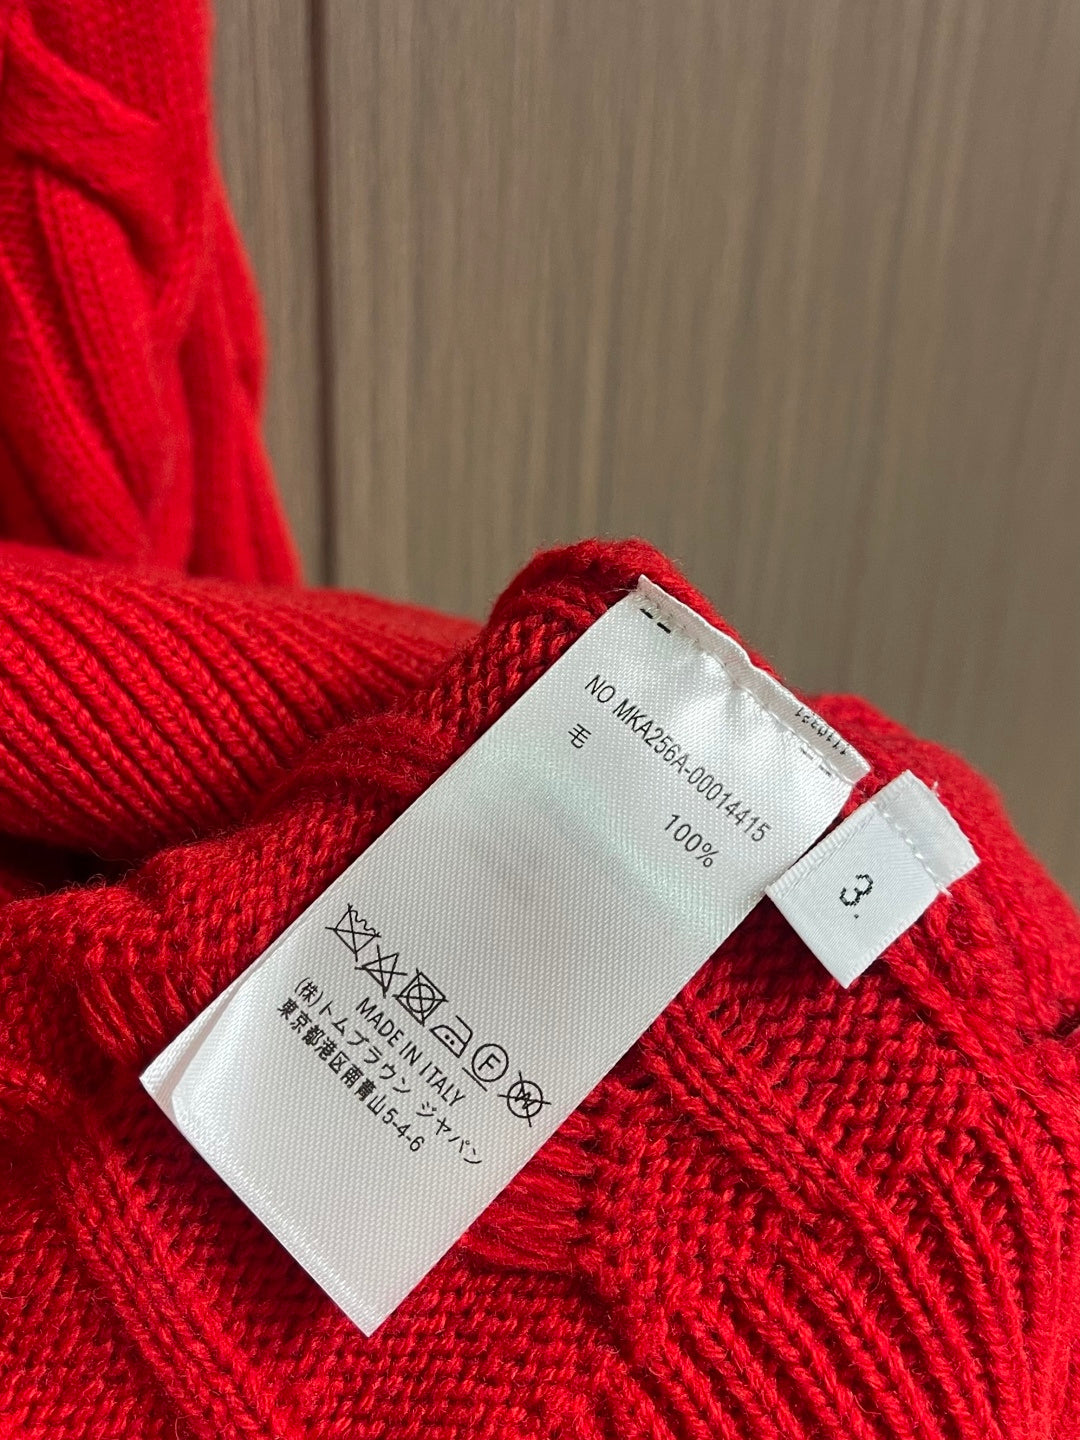 NO MKA256A-00014415
毛 100%
F W
MADE IN ITALY
(株)トムブラウン ジャパン
東京都港区南青山5-4-6
3.